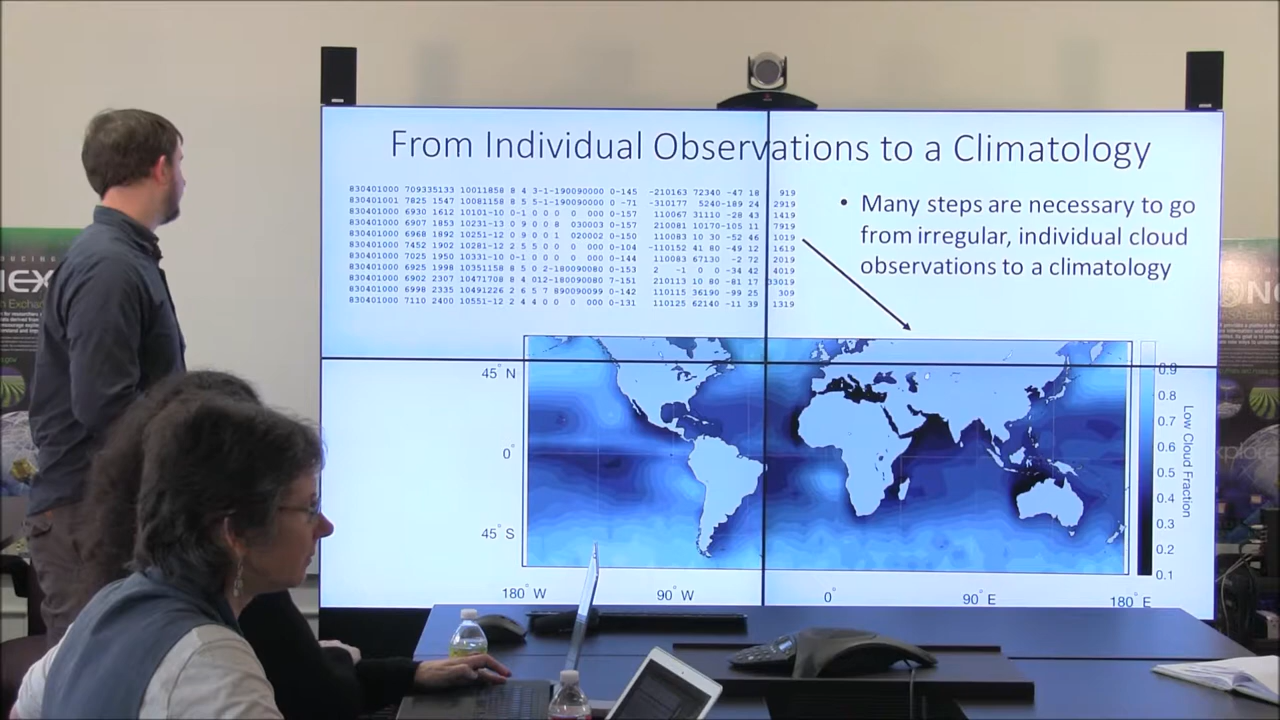 From Individual Observations to a Climatology
830401000 709335133 10011858 8 4 3-1-190090000 0-145 -210163 72340 -47 18 919
830401001 7825 1547 10081158 8 5 5-1-190090000 0 -71 -310177 5240-189 24 2919
830401000 6930 1612 10101-10 0-1 0 0 0 0 000 0-157 110067 31110 -28 43 1419
830401000 6907 1853 10231-13 0 9 0 0 8 030003 0-157 210081 10170-105 11 7919
830401000 6968 1892 10251-12 0 9 0 0 1 020002 0-150 110083 10 30 -52 46 1019
830401000 7452 1902 10281-12 2 5 5 0 0 0 000 0-104 -110152 41 80 -49 12 1619
830401000 7025 1950 10331-10 0-1 0 0 0 0 000 0-144 110083 67130 -2 72 2019
830401000 6925 1998 10351158 8 5 0 2-180090080 0-153 2 -1 0 0 -34 42 4019
830401000 6902 2307 10471708 8 4 012-180090080 7-151 210113 10 80 -81 17 33019
830401000 6998 2335 10491226 2 6 5 7 890090099 0-142 110115 36190 -99 25 309
830401000 7110 2400 10551-12 2 4 4 0 0 0 000 0-131 110125 62140 -11 39 1319
• Many steps are necessary to go
from irregular, individual cloud
observations to a climatology
45° N
0°
45° S
180° W
90° W
0°
90° E
180° E
0.9
0.8
0.7
0.6
0.5
0.4
0.3
0.2
0.1
Low Cloud Fraction
NEX